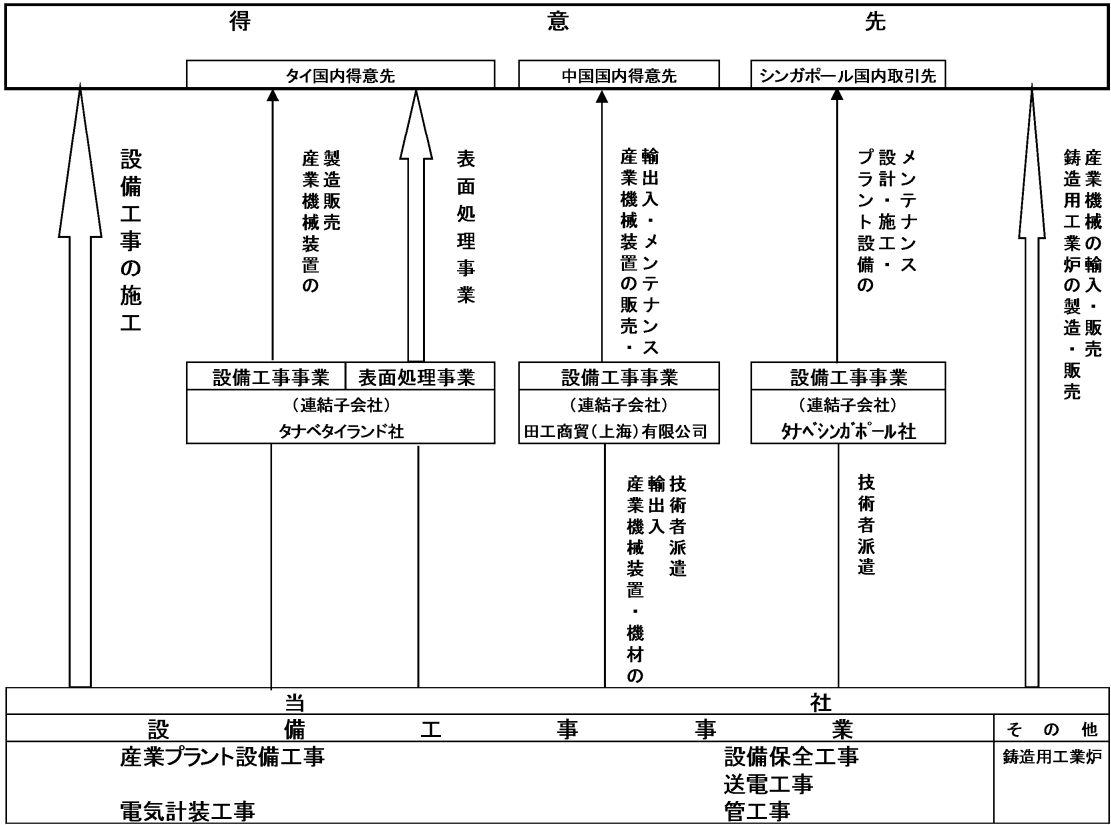 得意先
タイ国内得意先
中国国内得意先
シンガポール国内取引先
設備工事の施工
産業機械装置の
製造販売
表面処理事業
産業機械装置の販売・
輸出入・メンテナンス
プラント設備の
設計・施工・
メンテナンス
鋳造用工業炉の製造・販売
産業機械の輸入・販売
設備工事事業
表面処理事業
(連結子会社)
タナベタイランド社
設備工事事業
(連結子会社)
田工商貿(上海)有限公司
設備工事事業
(連結子会社)
タナベシンガポール社
産業機械装置・機材の
輸出入
技術者派遣
技術者派遣
当社
設備工事事業
その他
産業プラント設備工事
設備保全工事
鋳造用工業炉
送電工事
電気計装工事
管工事